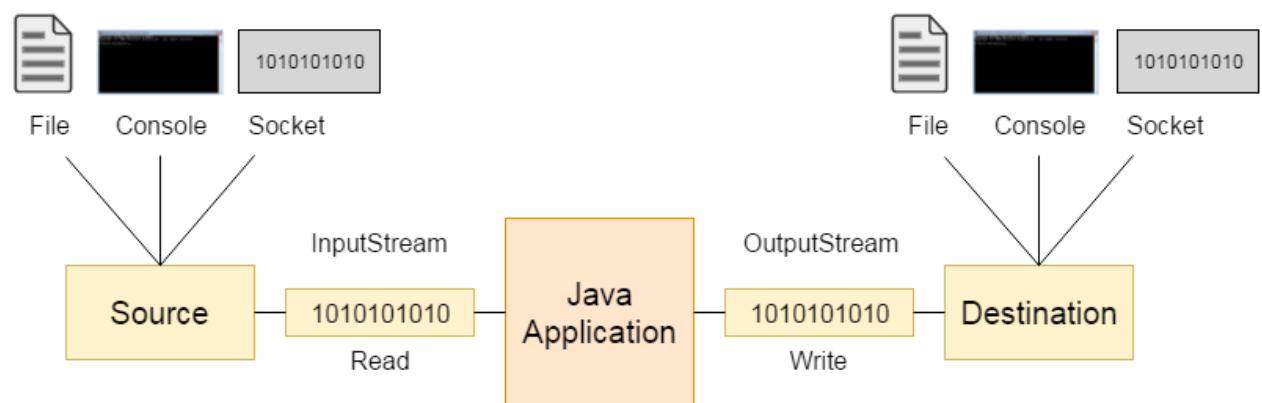 1010101010
1010101010
File Console Socket
File Console Socket
InputStream
OutputStream
Source
1010101010
Java
Application
1010101010
Destination
Read
Write